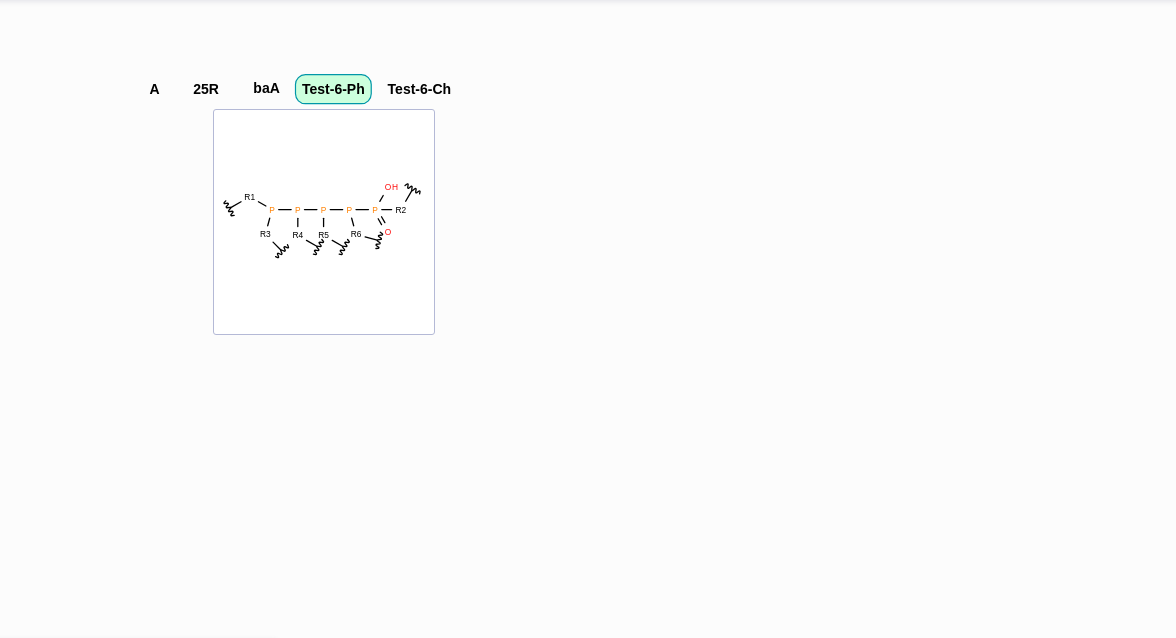 A 25R baA Test-6-Ph Test-6-Ch
OH
R1
P P P P P R2
R3 R4 R5 R6 O